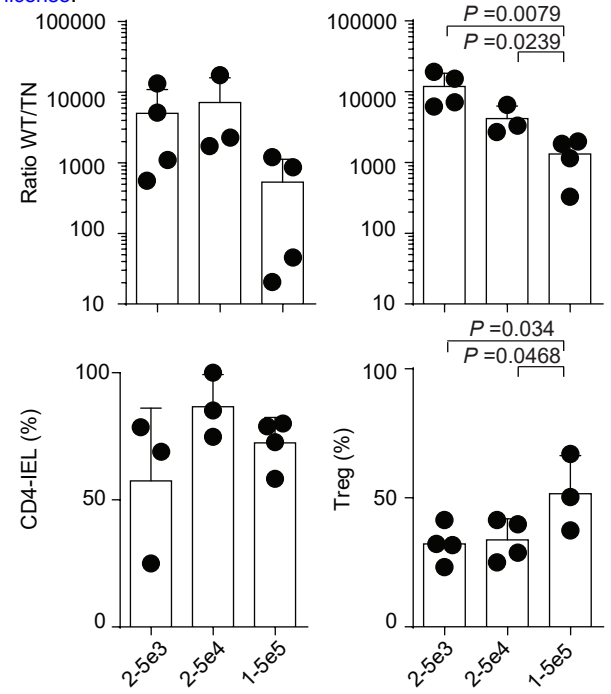 license.
Ratio WT/TN
100000
10000
1000
100
10
100000
10000
1000
100
10
P =0.0079
P =0.0239
CD4-IEL (%)
100
50
0
2-5e3
2-5e4
1-5e5
Treg (%)
100
50
0
P =0.034
P =0.0468
2-5e3
2-5e4
1-5e5